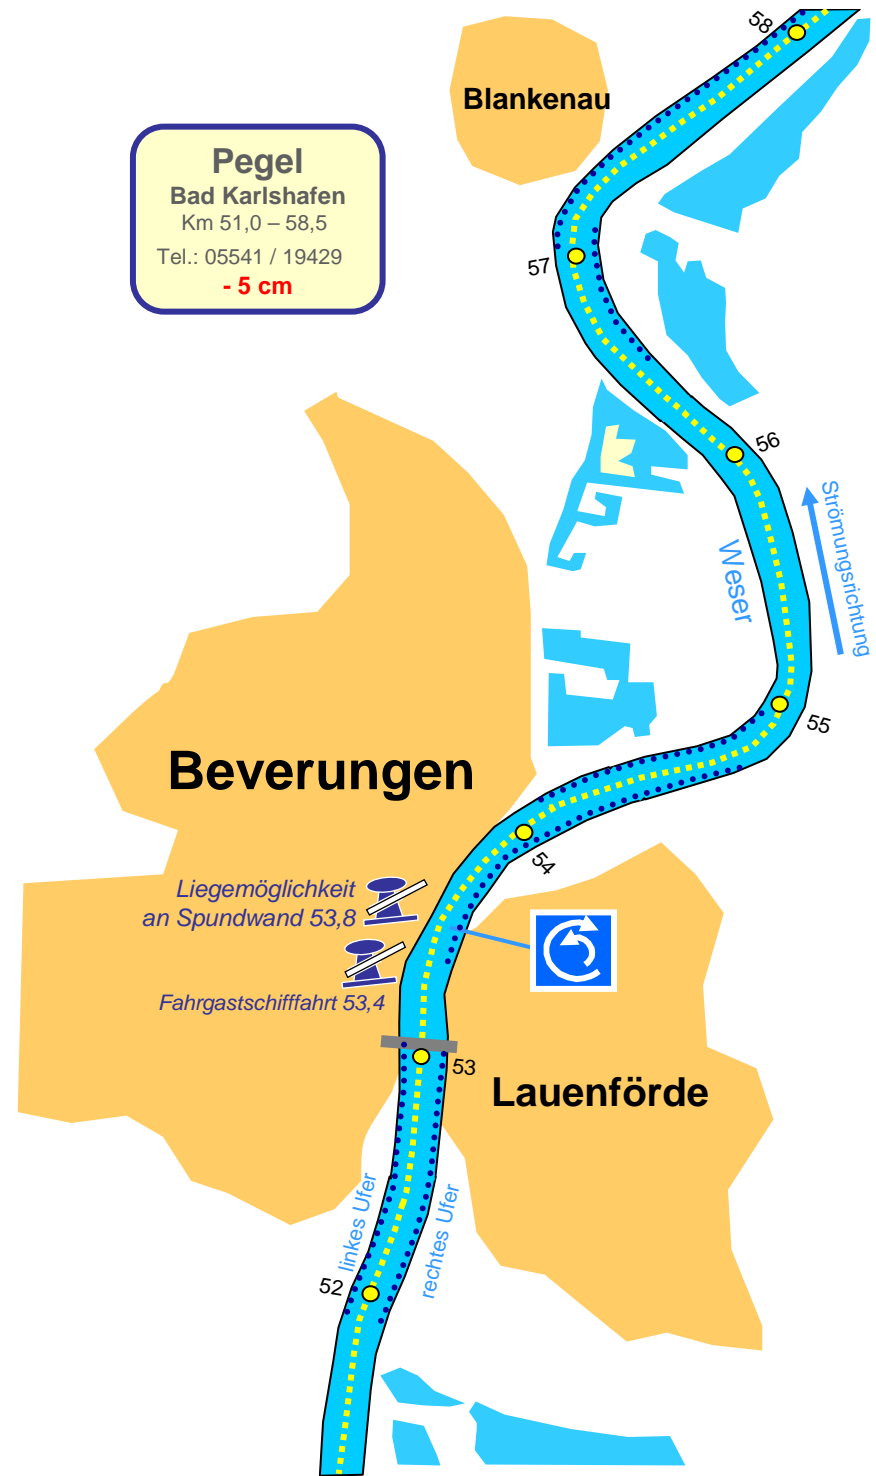 58
Blankenau
Pegel
Bad Karlshafen
Km 51,0 – 58,5
Tel.: 05541 / 19429
- 5 cm
57
56
Strömungsrichtung
Weser
55
Beverungen
54
Liegemöglichkeit
an Spundwand 53,8
Fahrgastschifffahrt 53,4
53
Lauenförde
linkes Ufer
rechtes Ufer
52